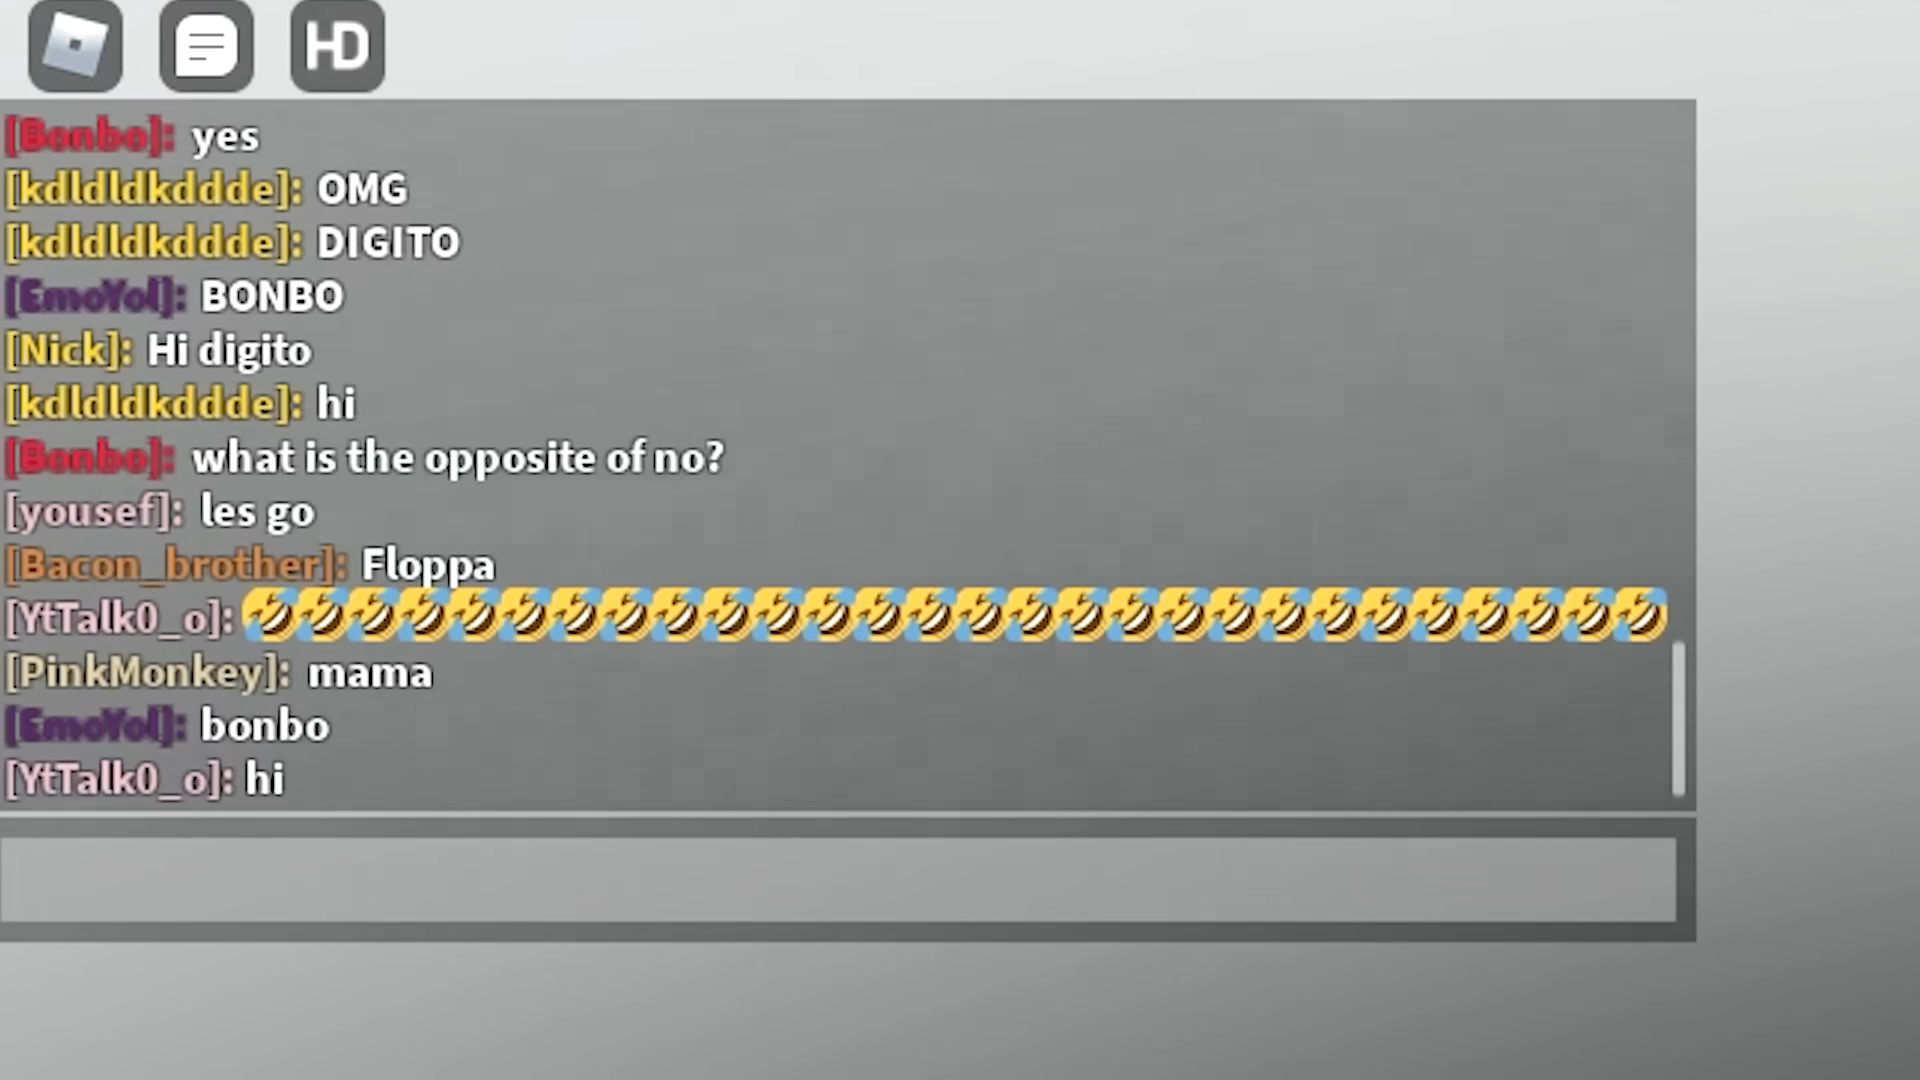 HD
[Bonbo]: yes
[kdldldkddde]: OMG
[kdldldkddde]: DIGITO
[EmoYol]: BONBO
[Nick]: Hi digito
[kdldldkddde]: hi
[Bonbo]: what is the opposite of no?
[yousef]: les go
[Bacon_brother]: Floppa
[YtTalk0_o]: 🤣🤣🤣🤣🤣🤣🤣🤣🤣🤣🤣🤣🤣🤣🤣🤣🤣🤣🤣🤣🤣🤣🤣🤣🤣🤣🤣🤣
[PinkMonkey]: mama
[EmoYol]: bonbo
[YtTalk0_o]: hi